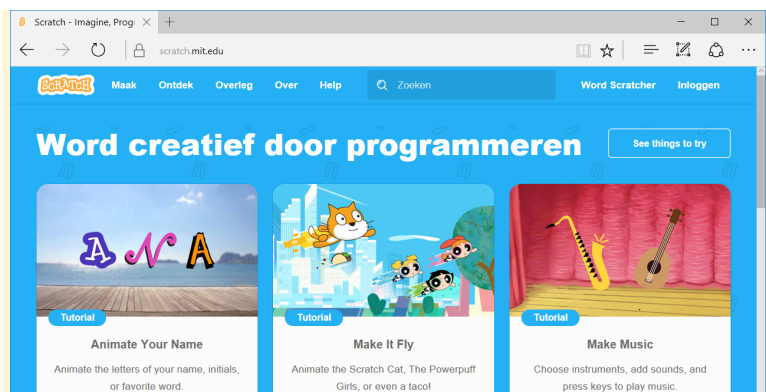 Scratch - Imagine, Progr
scratch.mit.edu
SCRATCH Maak Ontdek Overleg Over Help Zoeken Word Scratcher Inloggen
Word creatief door programmeren
See things to try
ANA
Tutorial
Animate Your Name
Animate the letters of your name, initials,
or favorite word.
Tutorial
Make It Fly
Animate the Scratch Cat, The Powerpuff
Girls, or even a taco!
Tutorial
Make Music
Choose instruments, add sounds, and
press keys to play music.